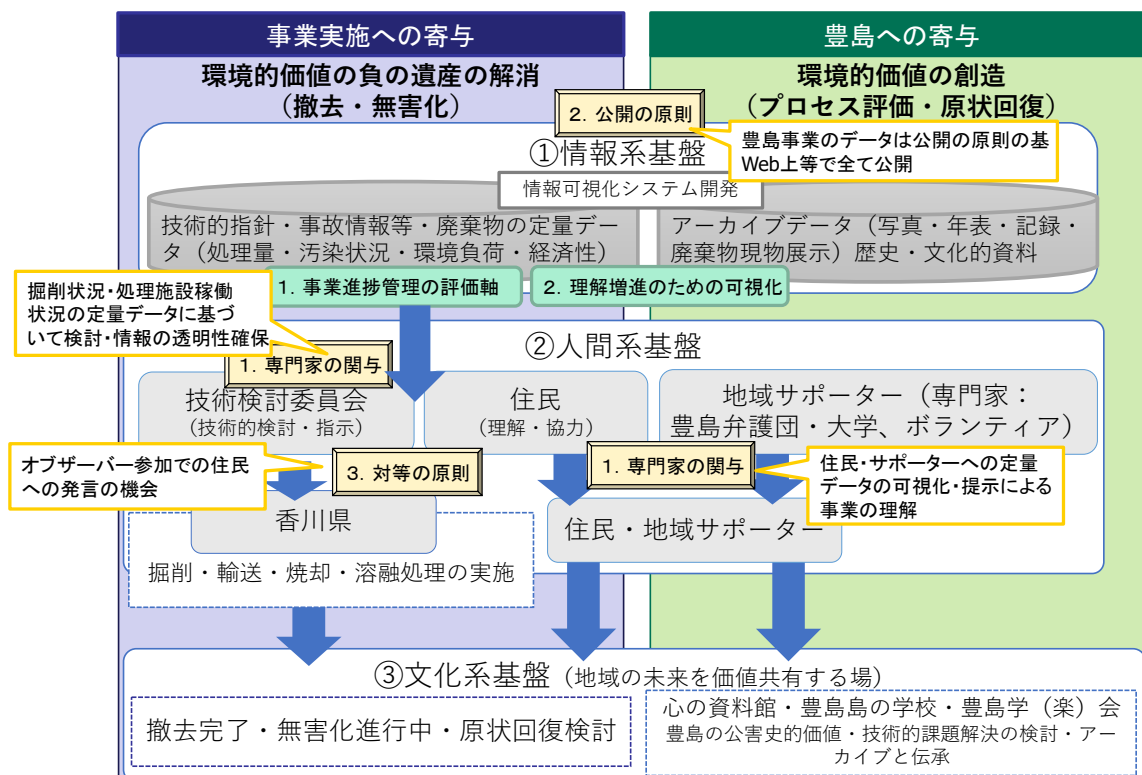 事業実施への寄与
豊島への寄与
環境的価値の負の遺産の解消
（撤去・無害化）
環境的価値の創造
（プロセス評価・原状回復）
2. 公開の原則
豊島事業のデータは公開の原則の基
Web上等で全て公開
①情報系基盤
情報可視化システム開発
技術的指針・事故情報等・廃棄物の定量デー
タ（処理量・汚染状況・環境負荷・経済性）
アーカイブデータ（写真・年表・記録・
廃棄物現物展示）歴史・文化的資料
1. 事業進捗管理の評価軸
2. 理解増進のための可視化
掘削状況・処理施設稼働
状況の定量データに基づ
いて検討・情報の透明性確保
②人間系基盤
1. 専門家の関与
技術検討委員会
（技術的検討・指示）
住民
（理解・協力）
地域サポーター（専門家：
豊島弁護団・大学、ボランティア）
オブザーバー参加での住民
への発言の機会
3. 対等の原則
1. 専門家の関与
住民・サポーターへの定量
データの可視化・提示による
事業の理解
香川県
住民・地域サポーター
掘削・輸送・焼却・溶融処理の実施
③文化系基盤（地域の未来を価値共有する場）
撤去完了・無害化進行中・原状回復検討
心の資料館・豊島島の学校・豊島学（楽）会
豊島の公害史的価値・技術的課題解決の検討・アー
カイブと伝承